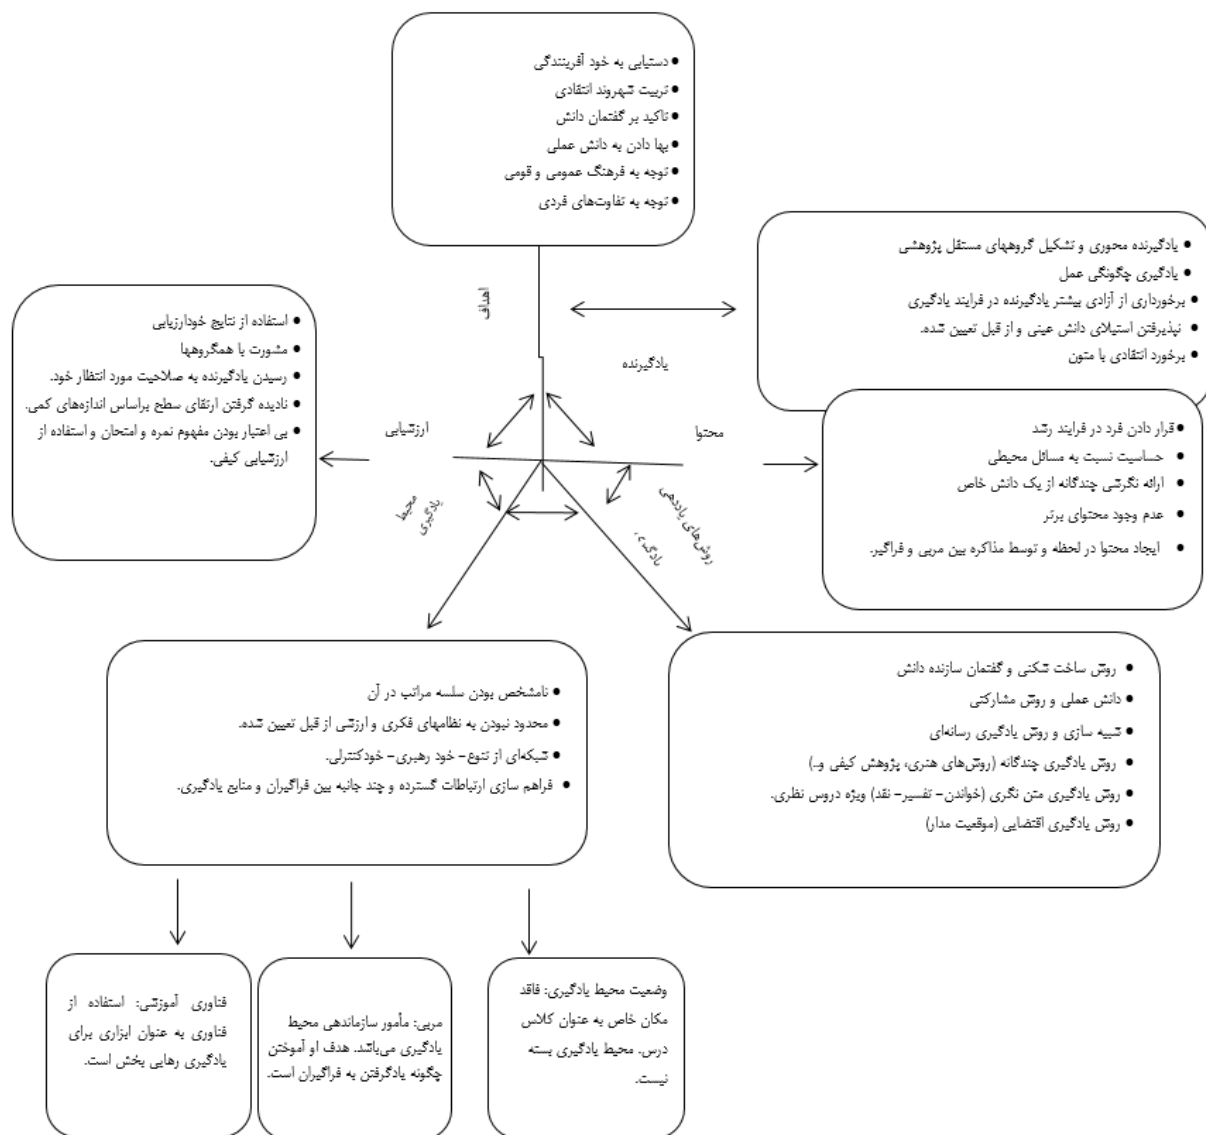 ● دستیابی به خود آفرینندگی
● تربیت شهروند انتقادی
● تاکید بر گفتمان دانش
● بها دادن به دانش عملی
● توجه به فرهنگ عمومی و قومی
● توجه به تفاوت‌های فردی
● یادگیرنده محوری و تشکیل گروههای مستقل پژوهشی
● یادگیری چگونگی عمل
● برخورداری از آزادی بیشتر یادگیرنده در فرایند یادگیری
● نپذیرفتن استیلای دانش عینی و از قبل تعیین شده.
● برخورد انتقادی با متون
اهداف
یادگیرنده
● استفاده از نتایج خودارزیابی
● مشورت با همگروهها
● رسیدن یادگیرنده به صلاحیت مورد انتظار خود.
● نادیده گرفتن ارتقای سطح براساس اندازه‌های کمی.
● بی اعتبار بودن مفهوم نمره و امتحان و استفاده از
ارزشیابی کیفی.
ارزشیابی
محتوا
● قرار دادن فرد در فرایند رشد
● حساسیت نسبت به مسائل محیطی
● ارائه نگرشی چندگانه از یک دانش خاص
● عدم وجود محتوای برتر
● ایجاد محتوا در لحظه و توسط مذاکره بین مربی و فراگیر.
محیط
یادگیری
روش‌های یاددهی
یادگیری
● نامشخص بودن سلسه مراتب در آن
● محدود نبودن به نظامهای فکری و ارزشی از قبل تعیین شده.
● شبکه‌ای از تنوع- خود رهبری- خودکنترلی.
● فراهم سازی ارتباطات گسترده و چند جانبه بین فراگیران و منابع یادگیری.
● روش ساخت شکنی و گفتمان سازنده دانش
● دانش عملی و روش مشارکتی
● شبیه سازی و روش یادگیری رسانه‌ای
● روش یادگیری چندگانه (روش‌های هنری، پژوهش کیفی و..)
● روش یادگیری متن نگری (خواندن- تفسیر- نقد) ویژه دروس نظری.
● روش یادگیری اقتضایی (موقعیت مدار)
وضعیت محیط یادگیری: فاقد
مکان خاص به عنوان کلاس
درس. محیط یادگیری بسته
نیست.
مربی: مأمور سازماندهی محیط
یادگیری می‌باشد. هدف او آموختن
چگونه یادگرفتن به فراگیران است.
فناوری آموزشی: استفاده از
فناوری به عنوان ابزاری برای
یادگیری رهایی بخش است.